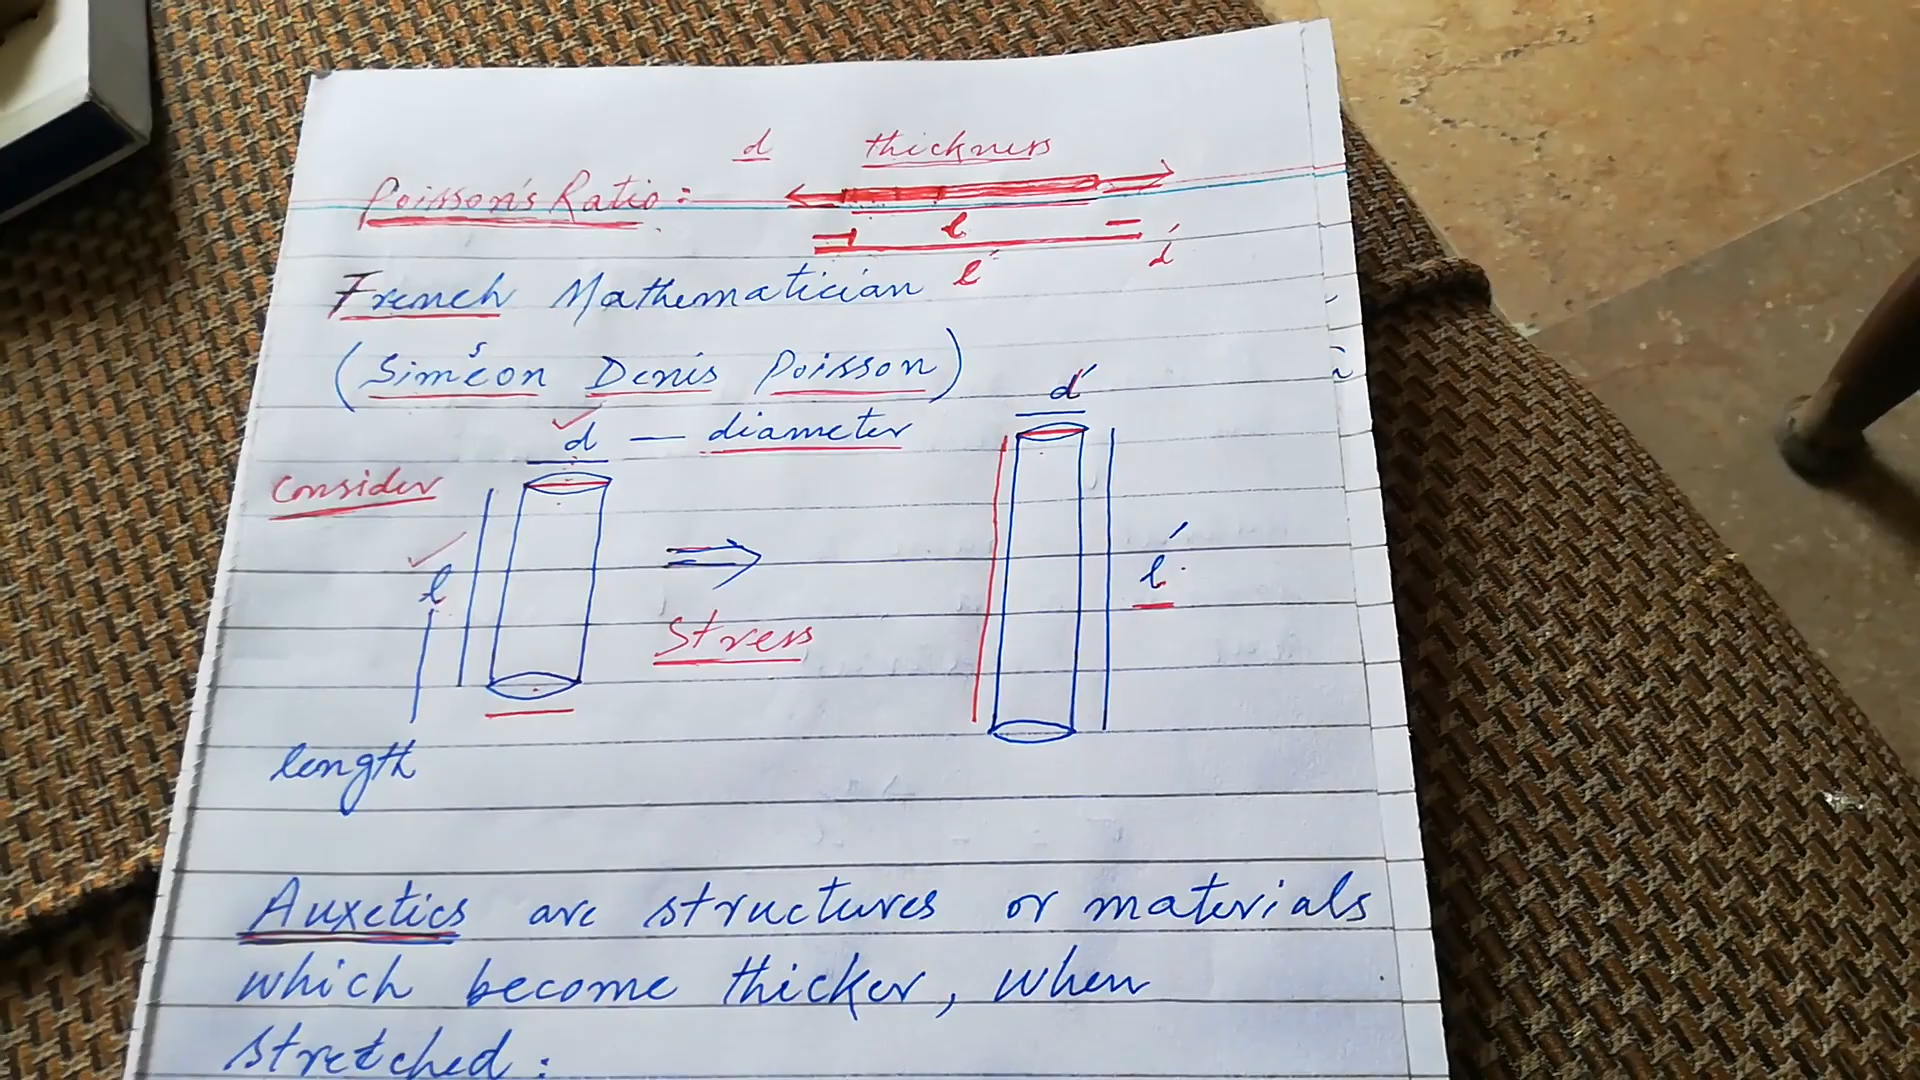 d thickness
Poisson's Ratio:
l
l' d'
French Mathematician
(Siméon Denis Poisson)
d'
d — diameter
Consider
l
l'
Stress
length
Auxetics are structures or materials
which become thicker, when
stretched: